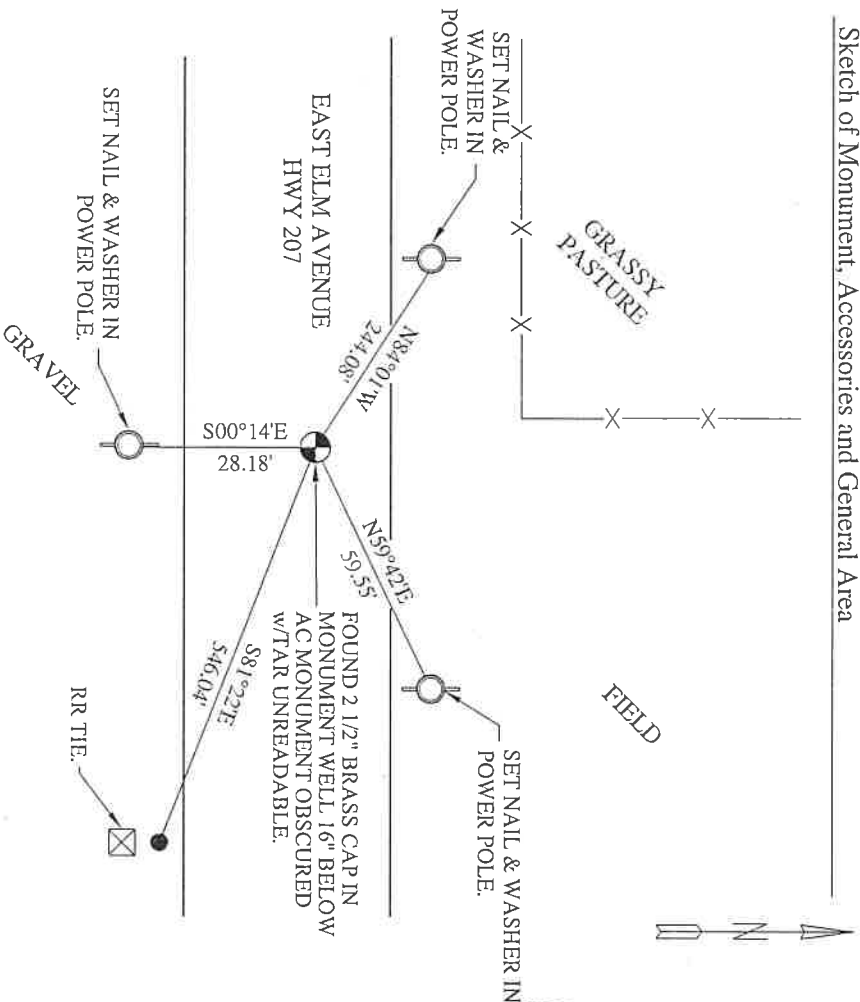 Sketch of Monument, Accessories and General Area
SET NAIL &
WASHER IN
POWER POLE.
GRASSY
PASTURE
FIELD
N
EAST ELM AVENUE
HWY 207
N84°01'W
244.08'
N59°42'E
59.55'
SET NAIL & WASHER IN
POWER POLE.
S00°14'E
28.18'
FOUND 2 1/2" BRASS CAP IN
MONUMENT WELL 16" BELOW
AC MONUMENT OBSCURED
w/TAR UNREADABLE.
SET NAIL & WASHER IN
POWER POLE.
GRAVEL
S81°22'E
546.04'
RR TIE.